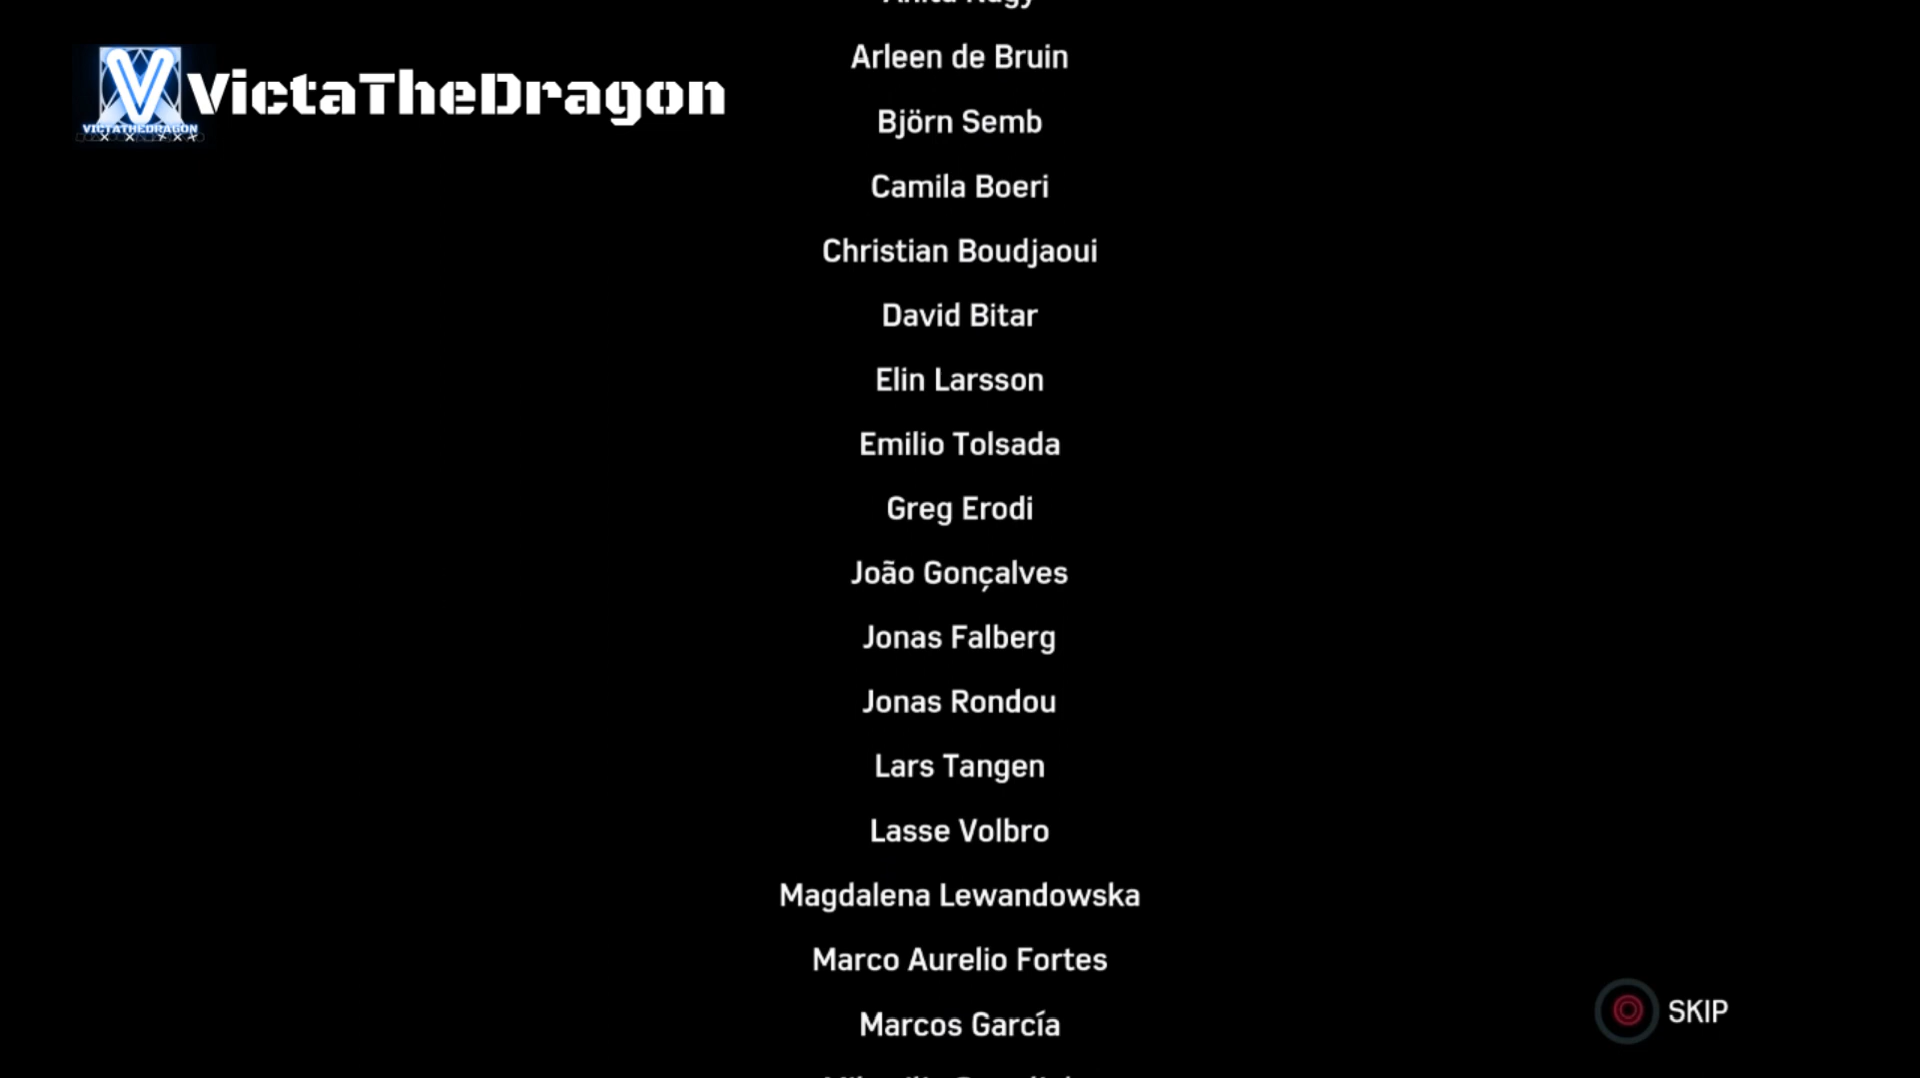 VictaTheDragon
VICTATHEDRAGON
Arleen de Bruin
Björn Semb
Camila Boeri
Christian Boudjaoui
David Bitar
Elin Larsson
Emilio Tolsada
Greg Erodi
João Gonçalves
Jonas Falberg
Jonas Rondou
Lars Tangen
Lasse Volbro
Magdalena Lewandowska
Marco Aurelio Fortes
Marcos García
SKIP